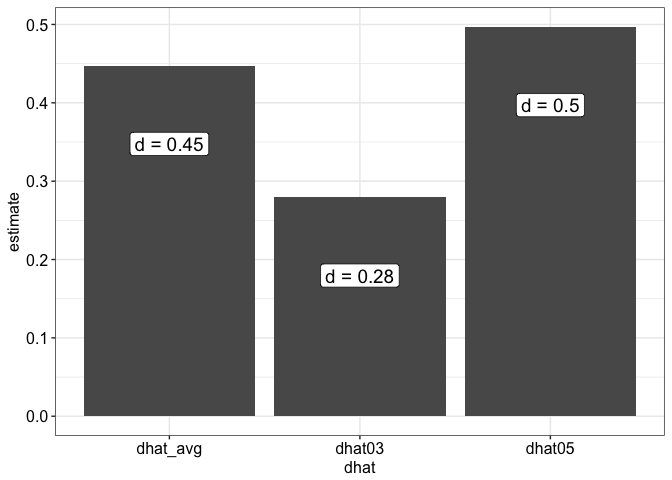 estimate
0.5
0.4
0.3
0.2
0.1
0.0
d = 0.45
d = 0.28
d = 0.5
dhat_avg
dhat03
dhat05
dhat